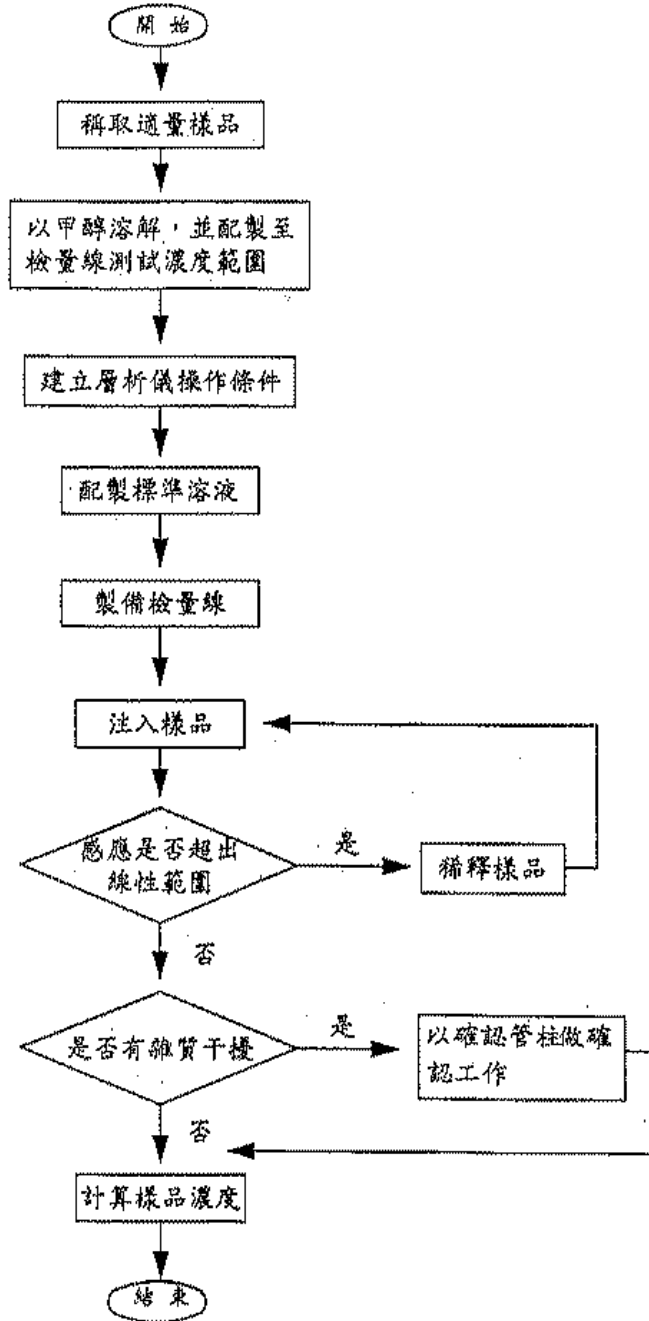 開始
稱取適量樣品
以甲醇溶解，並配製至
檢量線測試濃度範圍
建立層析儀操作條件
配製標準溶液
製備檢量線
注入樣品
感應是否超出
線性範圍
是
稀釋樣品
否
是否有雜質干擾
是
以確認管柱做確
認工作
否
計算樣品濃度
結束